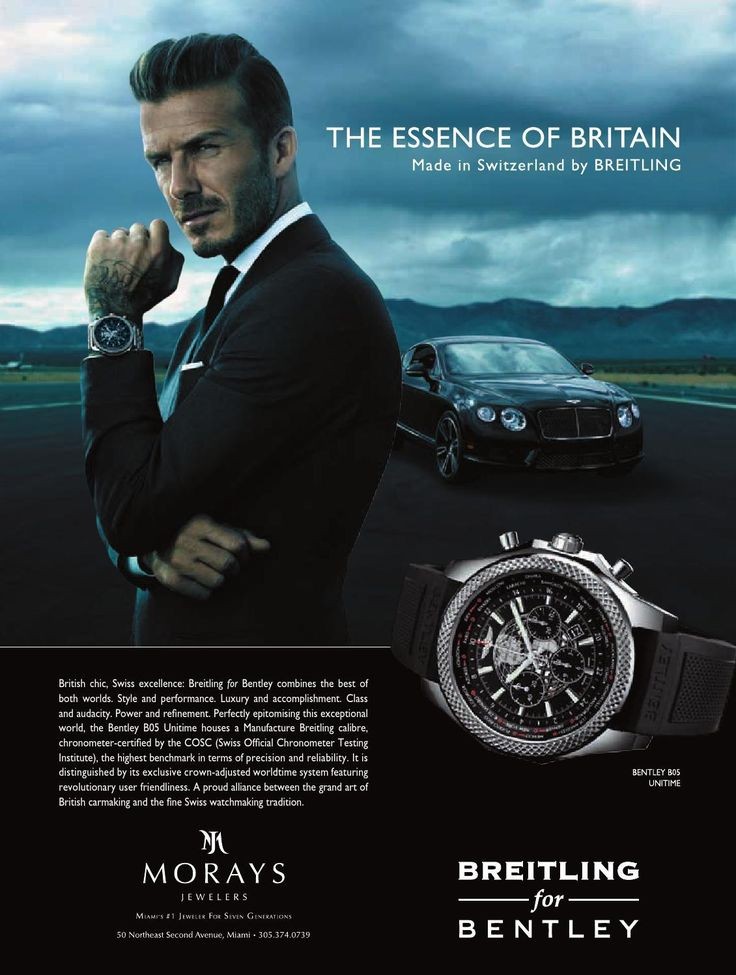 THE ESSENCE OF BRITAIN
Made in Switzerland by BREITLING
BENTLEY
BENTLEY B05
UNITIME
British chic, Swiss excellence: Breitling for Bentley combines the best of
both worlds. Style and performance. Luxury and accomplishment. Class
and audacity. Power and refinement. Perfectly epitomising this exceptional
world, the Bentley B05 Unitime houses a Manufacture Breitling calibre,
chronometer-certified by the COSC (Swiss Official Chronometer Testing
Institute), the highest benchmark in terms of precision and reliability. It is
distinguished by its exclusive crown-adjusted worldtime system featuring
revolutionary user friendliness. A proud alliance between the grand art of
British carmaking and the fine Swiss watchmaking tradition.
MORAYS
JEWELERS
MIAMI'S #1 JEWELER FOR SEVEN GENERATIONS
50 Northeast Second Avenue, Miami • 305.374.0739
BREITLING
for
BENTLEY